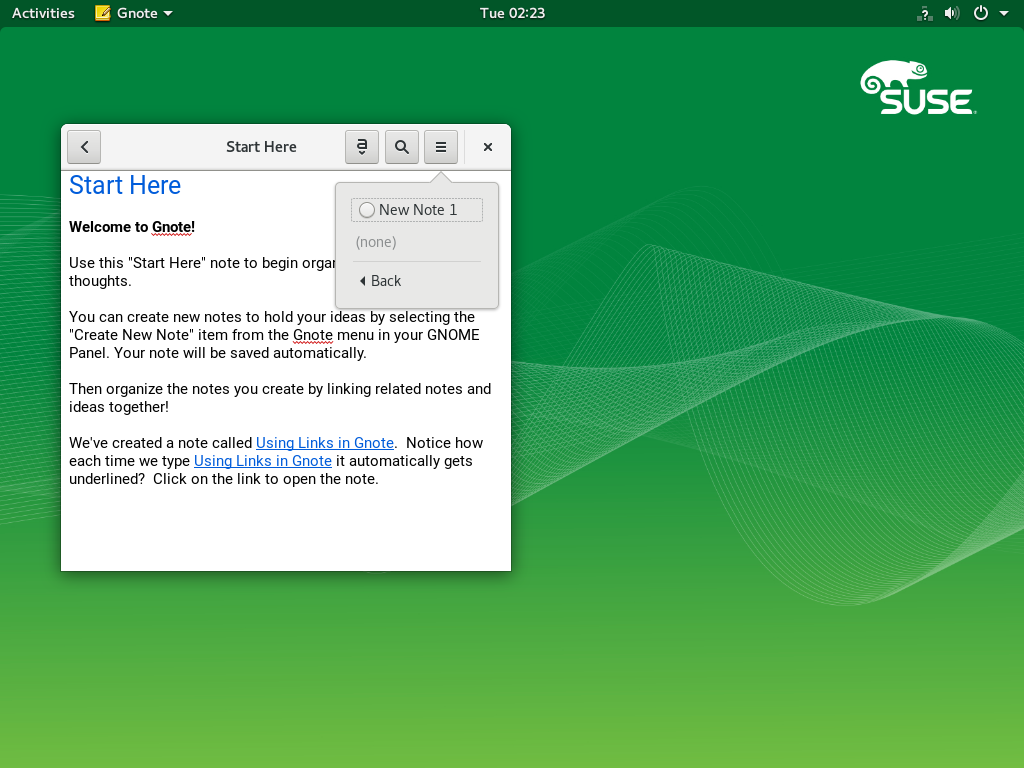 Activities Gnote Tue 02:23
SUSE
Start Here a
Start Here
New Note 1
Welcome to Gnote!
(none)
Use this "Start Here" note to begin orgar
thoughts.
Back
You can create new notes to hold your ideas by selecting the
"Create New Note" item from the Gnote menu in your GNOME
Panel. Your note will be saved automatically.
Then organize the notes you create by linking related notes and
ideas together!
We've created a note called Using Links in Gnote.  Notice how
each time we type Using Links in Gnote it automatically gets
underlined?  Click on the link to open the note.